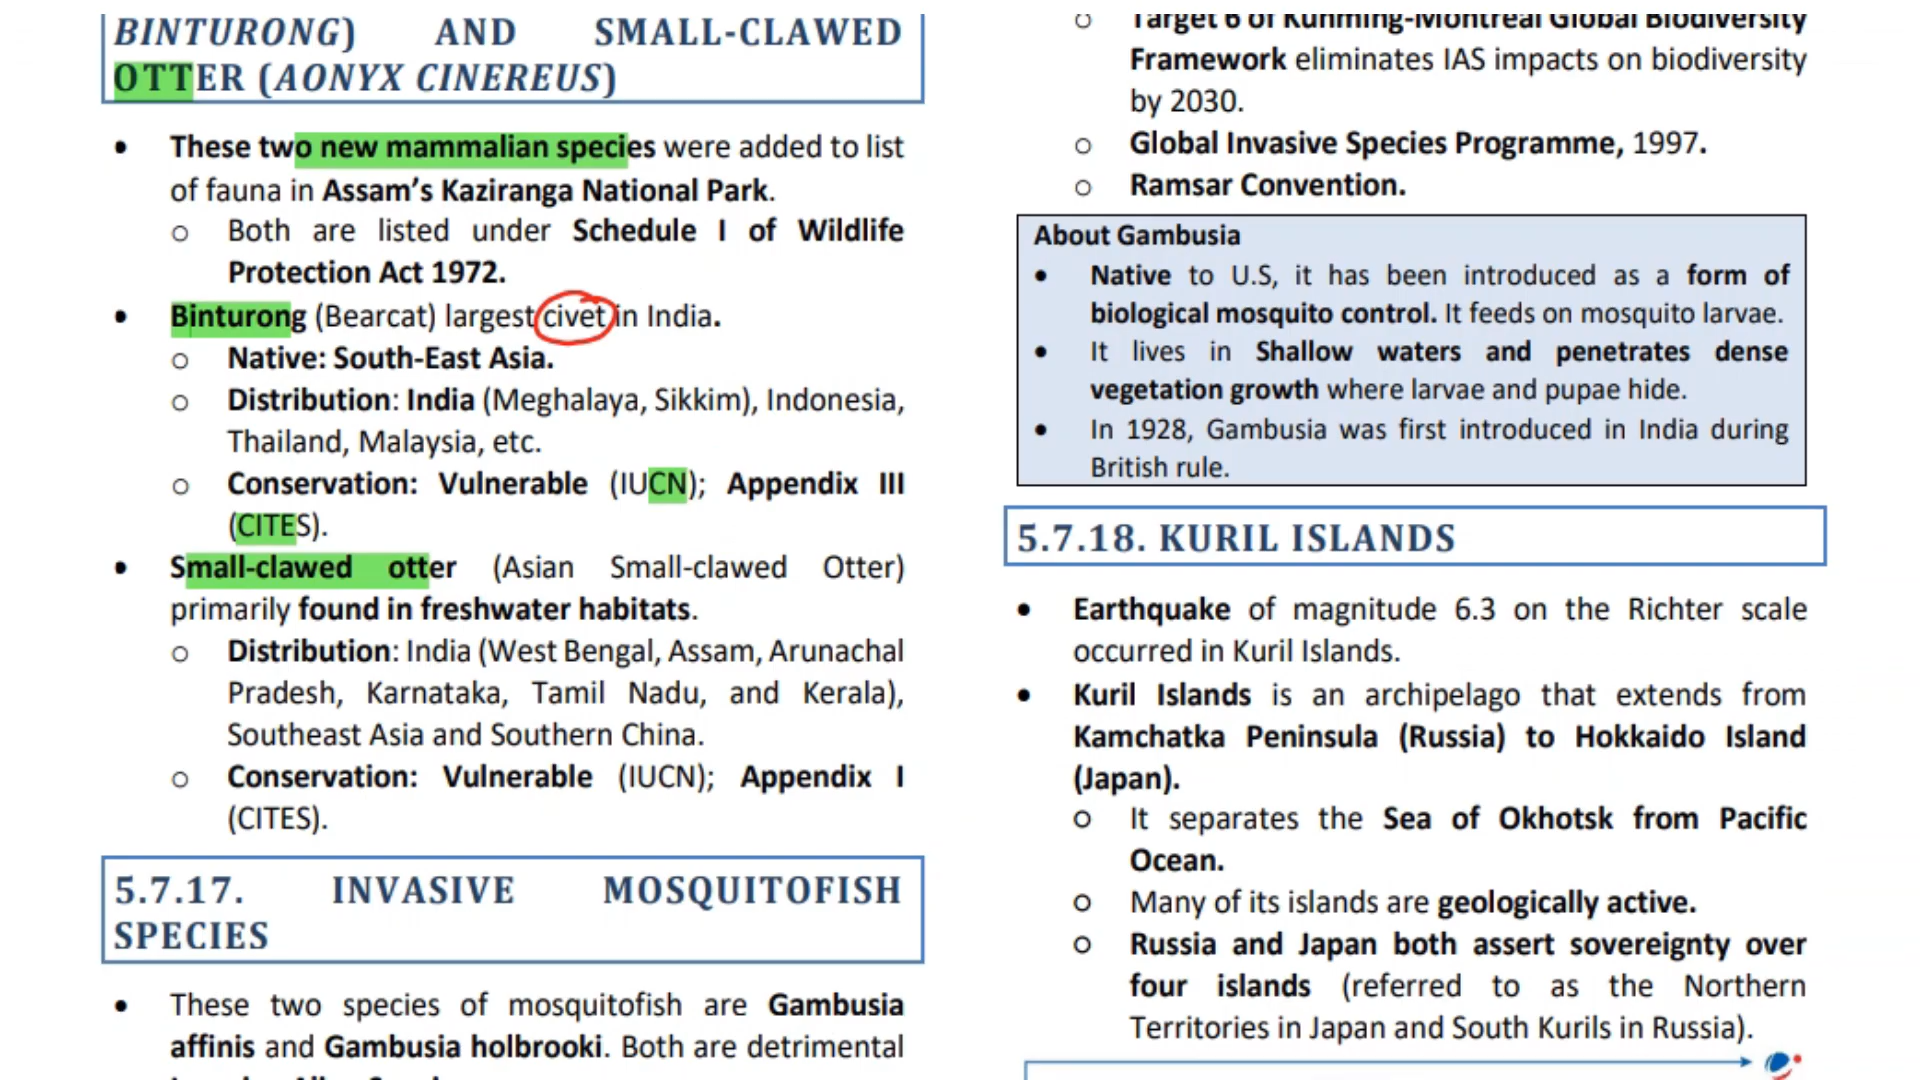 BINTURONG) AND SMALL-CLAWED
OTTER (AONYX CINEREUS)
• These two new mammalian species were added to list
of fauna in Assam’s Kaziranga National Park.
o Both are listed under Schedule I of Wildlife
Protection Act 1972.
• Binturong (Bearcat) largest civet in India.
o Native: South-East Asia.
o Distribution: India (Meghalaya, Sikkim), Indonesia,
Thailand, Malaysia, etc.
o Conservation: Vulnerable (IUCN); Appendix III
(CITES).
• Small-clawed otter (Asian Small-clawed Otter)
primarily found in freshwater habitats.
o Distribution: India (West Bengal, Assam, Arunachal
Pradesh, Karnataka, Tamil Nadu, and Kerala),
Southeast Asia and Southern China.
o Conservation: Vulnerable (IUCN); Appendix I
(CITES).
5.7.17. INVASIVE MOSQUITOFISH
SPECIES
• These two species of mosquitofish are Gambusia
affinis and Gambusia holbrooki. Both are detrimental
o Target 6 of Kunming-Montreal Global Biodiversity
Framework eliminates IAS impacts on biodiversity
by 2030.
o Global Invasive Species Programme, 1997.
o Ramsar Convention.
About Gambusia
• Native to U.S, it has been introduced as a form of
biological mosquito control. It feeds on mosquito larvae.
• It lives in Shallow waters and penetrates dense
vegetation growth where larvae and pupae hide.
• In 1928, Gambusia was first introduced in India during
British rule.
5.7.18. KURIL ISLANDS
• Earthquake of magnitude 6.3 on the Richter scale
occurred in Kuril Islands.
• Kuril Islands is an archipelago that extends from
Kamchatka Peninsula (Russia) to Hokkaido Island
(Japan).
o It separates the Sea of Okhotsk from Pacific
Ocean.
o Many of its islands are geologically active.
o Russia and Japan both assert sovereignty over
four islands (referred to as the Northern
Territories in Japan and South Kurils in Russia).